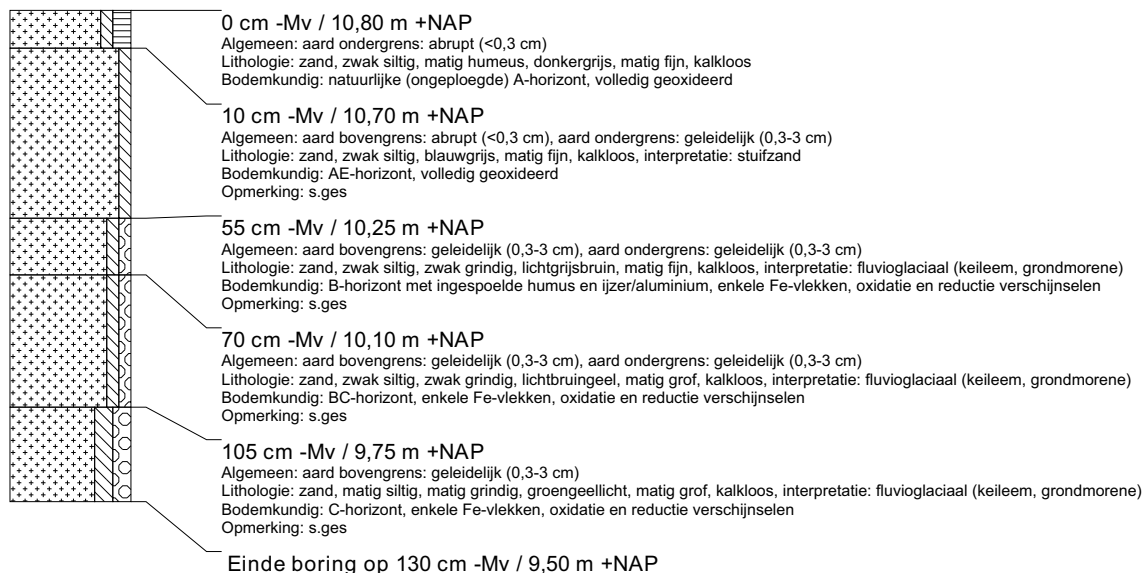 0 cm -Mv / 10,80 m +NAP
Algemeen: aard ondergrens: abrupt (<0,3 cm)
Lithologie: zand, zwak siltig, matig humeus, donkergrijs, matig fijn, kalkloos
Bodemkundig: natuurlijke (ongeploegde) A-horizont, volledig geoxideerd
10 cm -Mv / 10,70 m +NAP
Algemeen: aard bovengrens: abrupt (<0,3 cm), aard ondergrens: geleidelijk (0,3-3 cm)
Lithologie: zand, zwak siltig, blauwgrijs, matig fijn, kalkloos, interpretatie: stuifzand
Bodemkundig: AE-horizont, volledig geoxideerd
Opmerking: s.ges
55 cm -Mv / 10,25 m +NAP
Algemeen: aard bovengrens: geleidelijk (0,3-3 cm), aard ondergrens: geleidelijk (0,3-3 cm)
Lithologie: zand, zwak siltig, zwak grindig, lichtgrijsbruin, matig fijn, kalkloos, interpretatie: fluvioglaciaal (keileem, grondmorene)
Bodemkundig: B-horizont met ingespoelde humus en ijzer/aluminium, enkele Fe-vlekken, oxidatie en reductie verschijnselen
Opmerking: s.ges
70 cm -Mv / 10,10 m +NAP
Algemeen: aard bovengrens: geleidelijk (0,3-3 cm), aard ondergrens: geleidelijk (0,3-3 cm)
Lithologie: zand, zwak siltig, zwak grindig, lichtbruingeel, matig grof, kalkloos, interpretatie: fluvioglaciaal (keileem, grondmorene)
Bodemkundig: BC-horizont, enkele Fe-vlekken, oxidatie en reductie verschijnselen
Opmerking: s.ges
105 cm -Mv / 9,75 m +NAP
Algemeen: aard bovengrens: geleidelijk (0,3-3 cm)
Lithologie: zand, matig siltig, matig grindig, groengeellicht, matig grof, kalkloos, interpretatie: fluvioglaciaal (keileem, grondmorene)
Bodemkundig: C-horizont, enkele Fe-vlekken, oxidatie en reductie verschijnselen
Opmerking: s.ges
Einde boring op 130 cm -Mv / 9,50 m +NAP